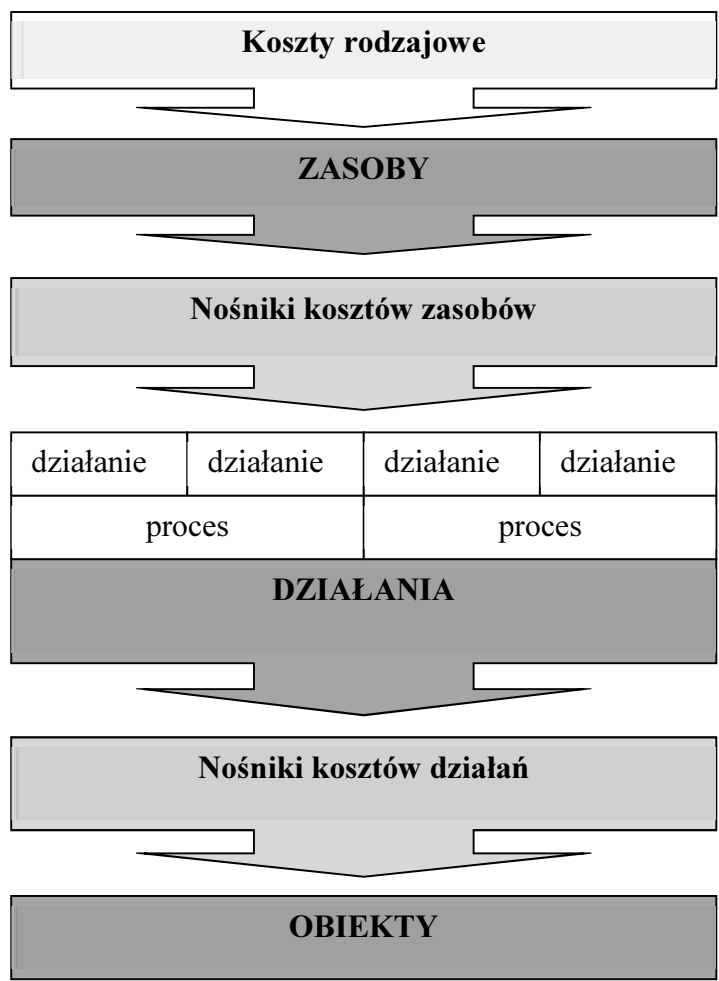 Koszty rodzajowe
ZASOBY
Nośniki kosztów zasobów
działanie działanie działanie działanie
proces proces
DZIAŁANIA
Nośniki kosztów działań
OBIEKTY